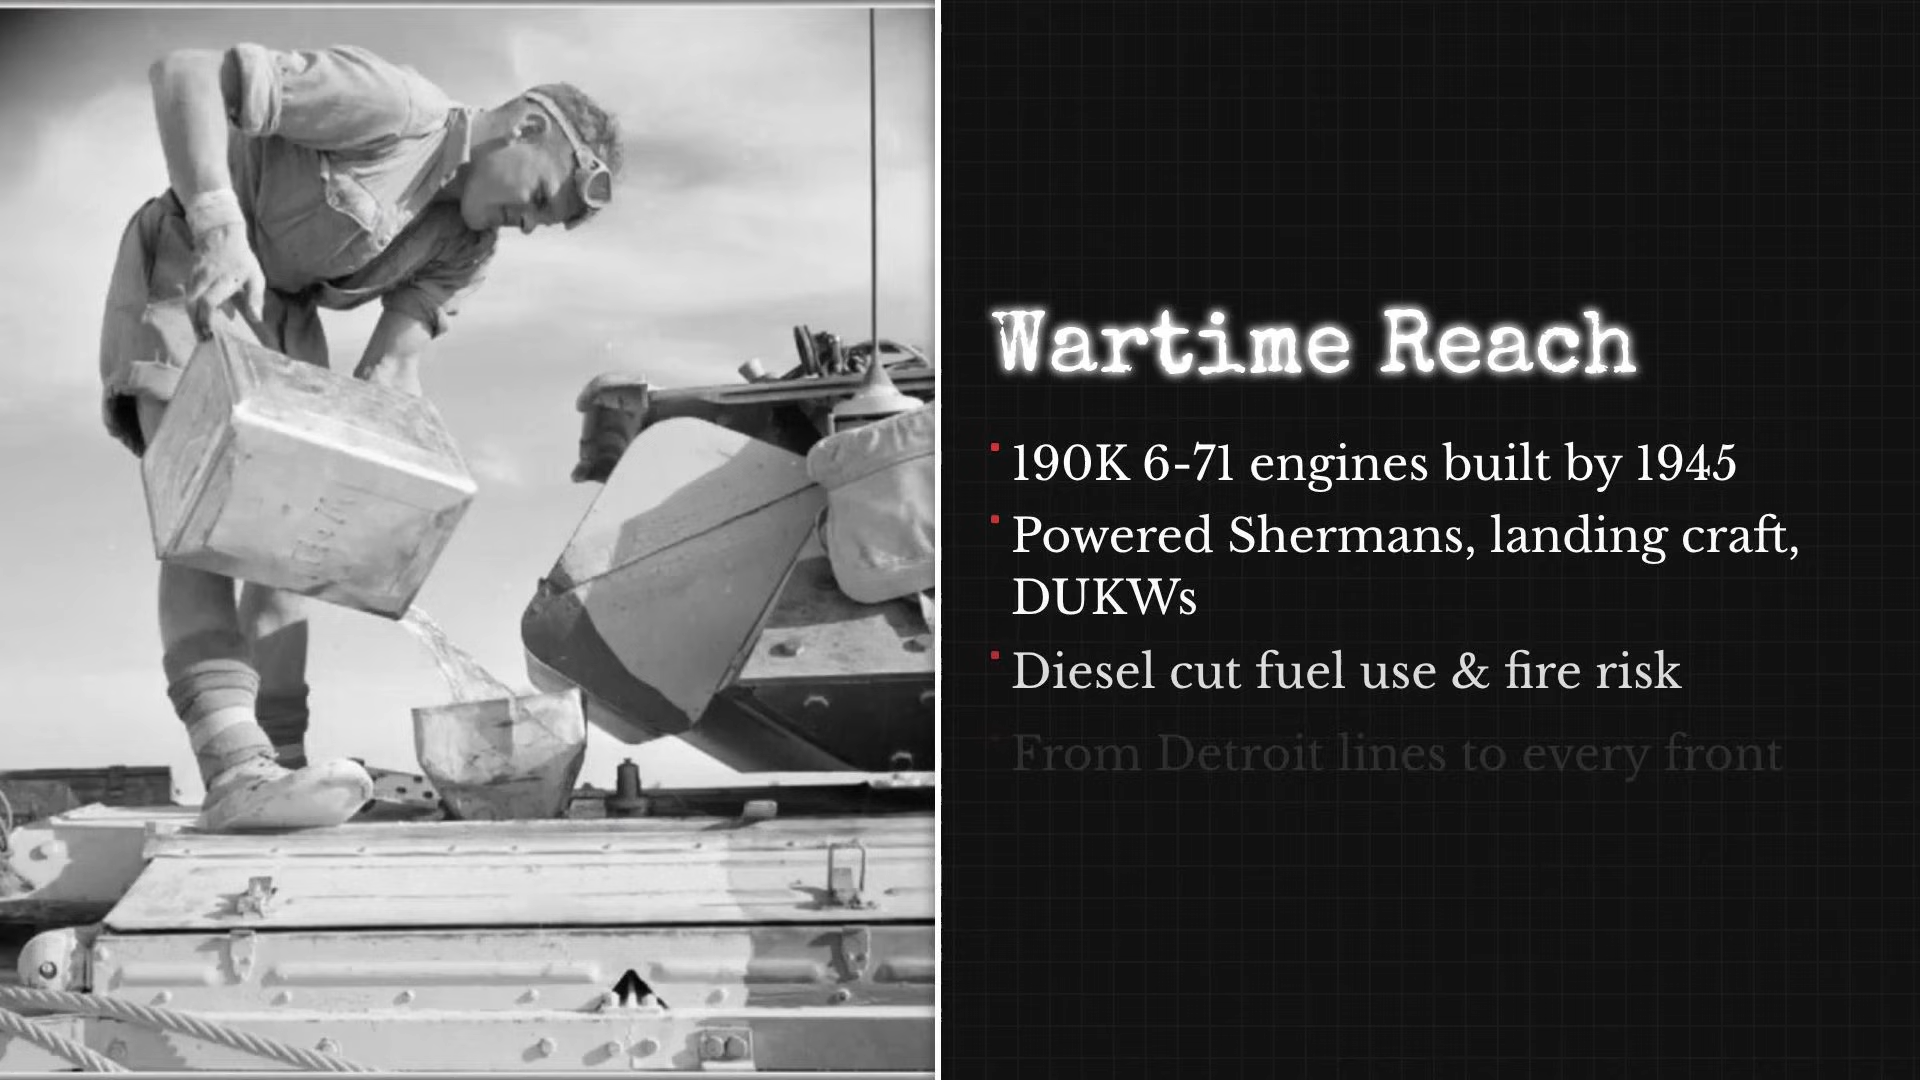 Wartime Reach
190K 6-71 engines built by 1945
Powered Shermans, landing craft,
DUKWs
Diesel cut fuel use & fire risk
From Detroit lines to every front